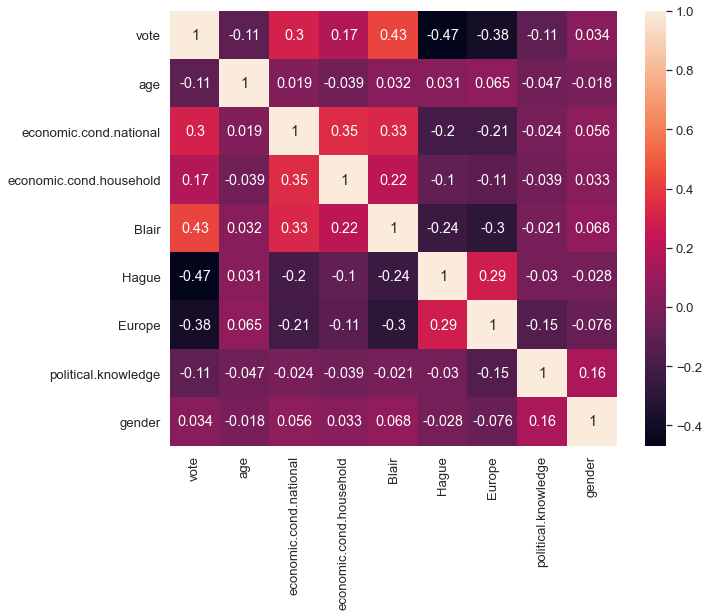 vote 1 -0.11 0.3 0.17 0.43 -0.47 -0.38 -0.11 0.034
age -0.11 1 0.019 -0.039 0.032 0.031 0.065 -0.047 -0.018
economic.cond.national 0.3 0.019 1 0.35 0.33 -0.2 -0.21 -0.024 0.056
economic.cond.household 0.17 -0.039 0.35 1 0.22 -0.1 -0.11 -0.039 0.033
Blair 0.43 0.032 0.33 0.22 1 -0.24 -0.3 -0.021 0.068
Hague -0.47 0.031 -0.2 -0.1 -0.24 1 0.29 -0.03 -0.028
Europe -0.38 0.065 -0.21 -0.11 -0.3 0.29 1 -0.15 -0.076
political.knowledge -0.11 -0.047 -0.024 -0.039 -0.021 -0.03 -0.15 1 0.16
gender 0.034 -0.018 0.056 0.033 0.068 -0.028 -0.076 0.16 1
vote
age
economic.cond.national
economic.cond.household
Blair
Hague
Europe
political.knowledge
gender
1.0
0.8
0.6
0.4
0.2
0.0
−0.2
−0.4